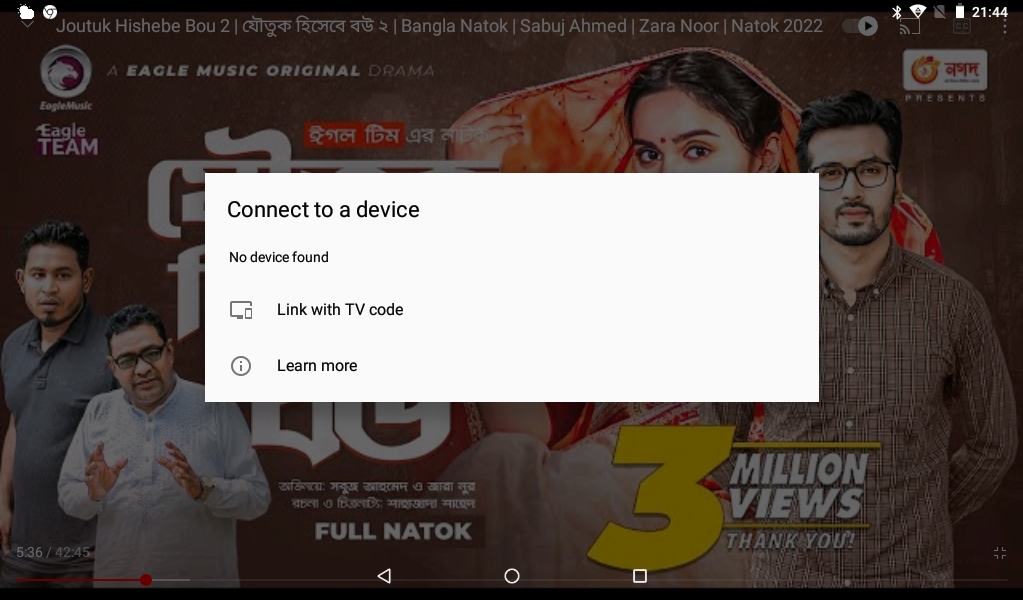 21:44
Joutuk Hishebe Bou 2 | যৌতুক হিসেবে বউ ২ | Bangla Natok | Sabuj Ahmed | Zara Noor | Natok 2022
A EAGLE MUSIC ORIGINAL DRAMA
EagleMusic
নগদ
PRESENTS
Eagle
TEAM
ঈগল টিম এর নাটক
Connect to a device
No device found
Link with TV code
Learn more
বউ
অভিনয়ে: সবুজ আহমেদ ও জারা নুর
রচনা ও চিত্রনাট্য: শাহাজাদা শাহেদ
FULL NATOK
3 MILLION
VIEWS
THANK YOU!
5:36 / 42:45